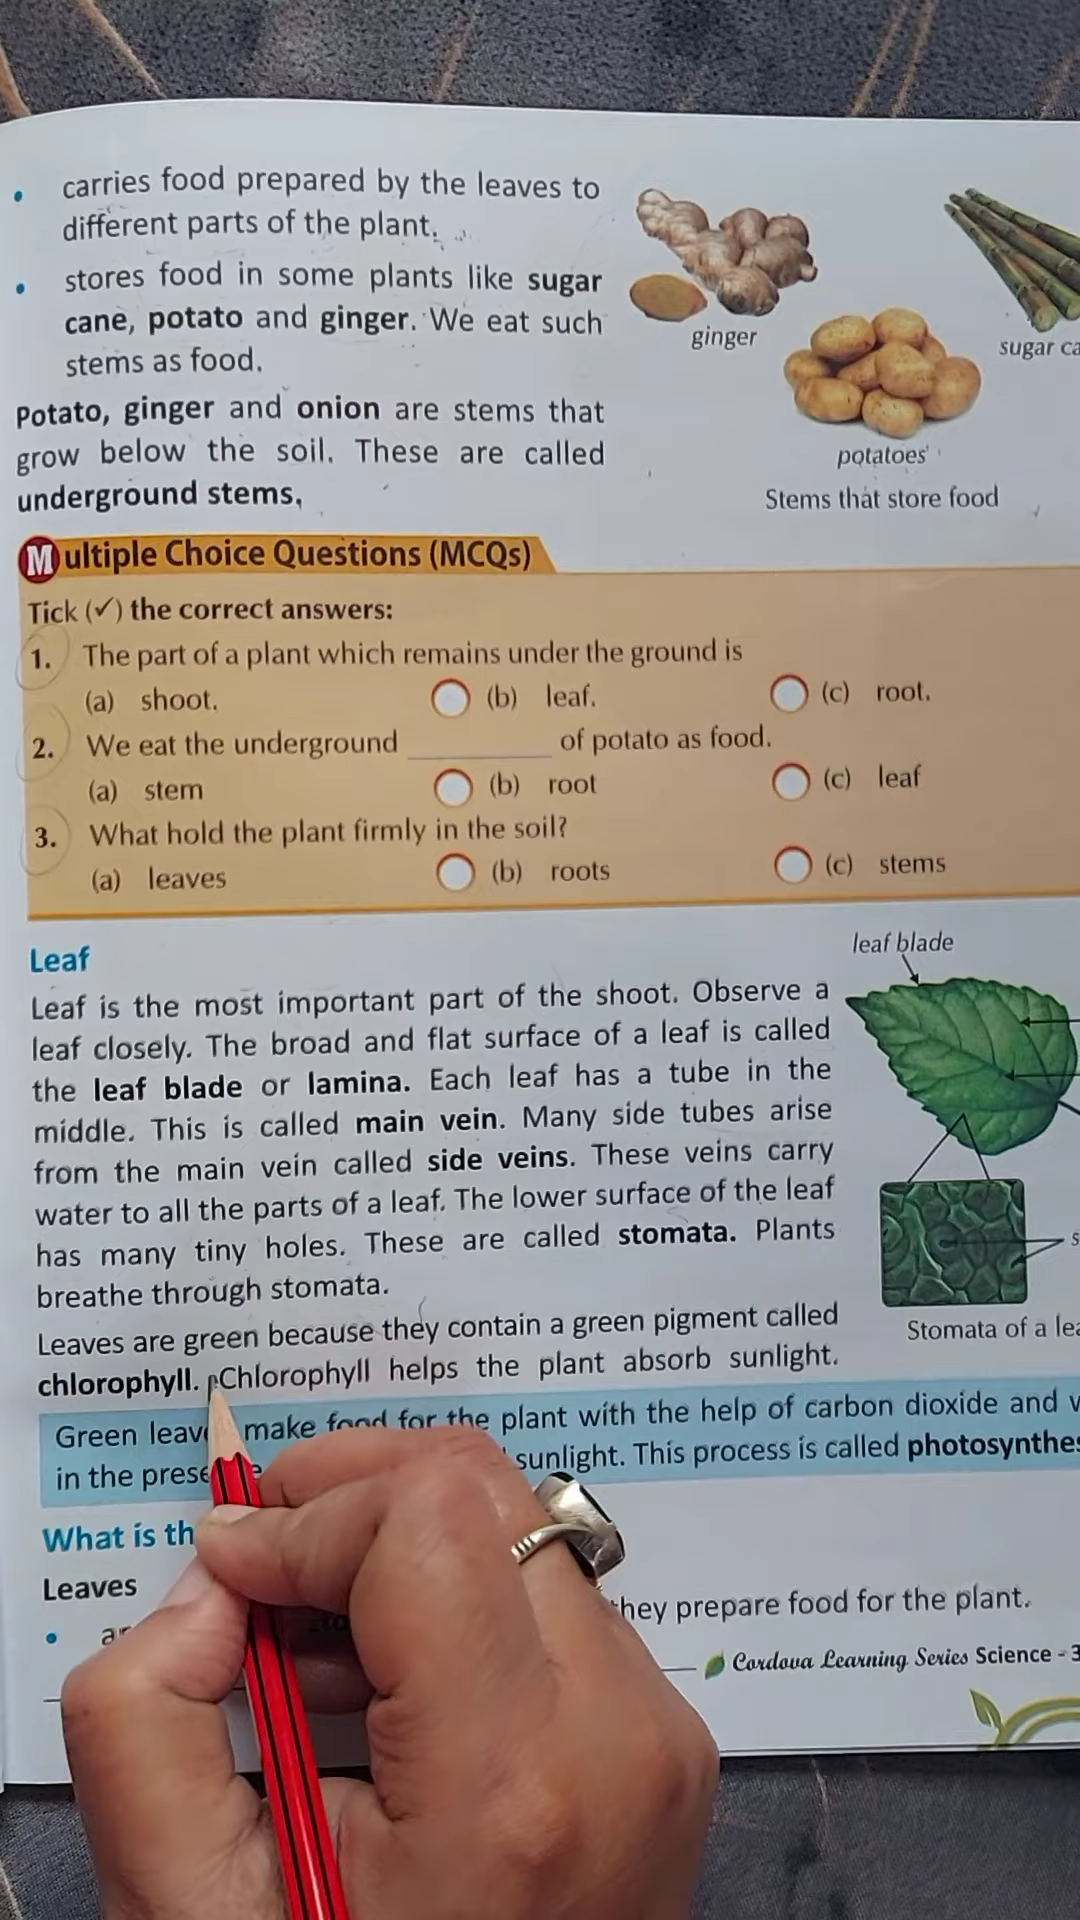 • carries food prepared by the leaves to
different parts of the plant.
• stores food in some plants like sugar
cane, potato and ginger. We eat such
stems as food.
ginger
sugar
potatoes
Stems that store food
Potato, ginger and onion are stems that
grow below the soil. These are called
underground stems,
Multiple Choice Questions (MCQs)
Tick (✓) the correct answers:
1. The part of a plant which remains under the ground is
(a) shoot. (b) leaf. (c) root.
2. We eat the underground ________ of potato as food.
(a) stem (b) root (c) leaf
3. What hold the plant firmly in the soil?
(a) leaves (b) roots (c) stems
Leaf
leaf blade
Leaf is the most important part of the shoot. Observe a
leaf closely. The broad and flat surface of a leaf is called
the leaf blade or lamina. Each leaf has a tube in the
middle. This is called main vein. Many side tubes arise
from the main vein called side veins. These veins carry
water to all the parts of a leaf. The lower surface of the leaf
has many tiny holes. These are called stomata. Plants
breathe through stomata.
Stomata of a
Leaves are green because they contain a green pigment called
chlorophyll. Chlorophyll helps the plant absorb sunlight.
Green make food for the plant with the help of carbon dioxide and
in the sunlight. This process is called
What is
Leaves
• they prepare food for the plant.
Cordova Learning Series Science - 3